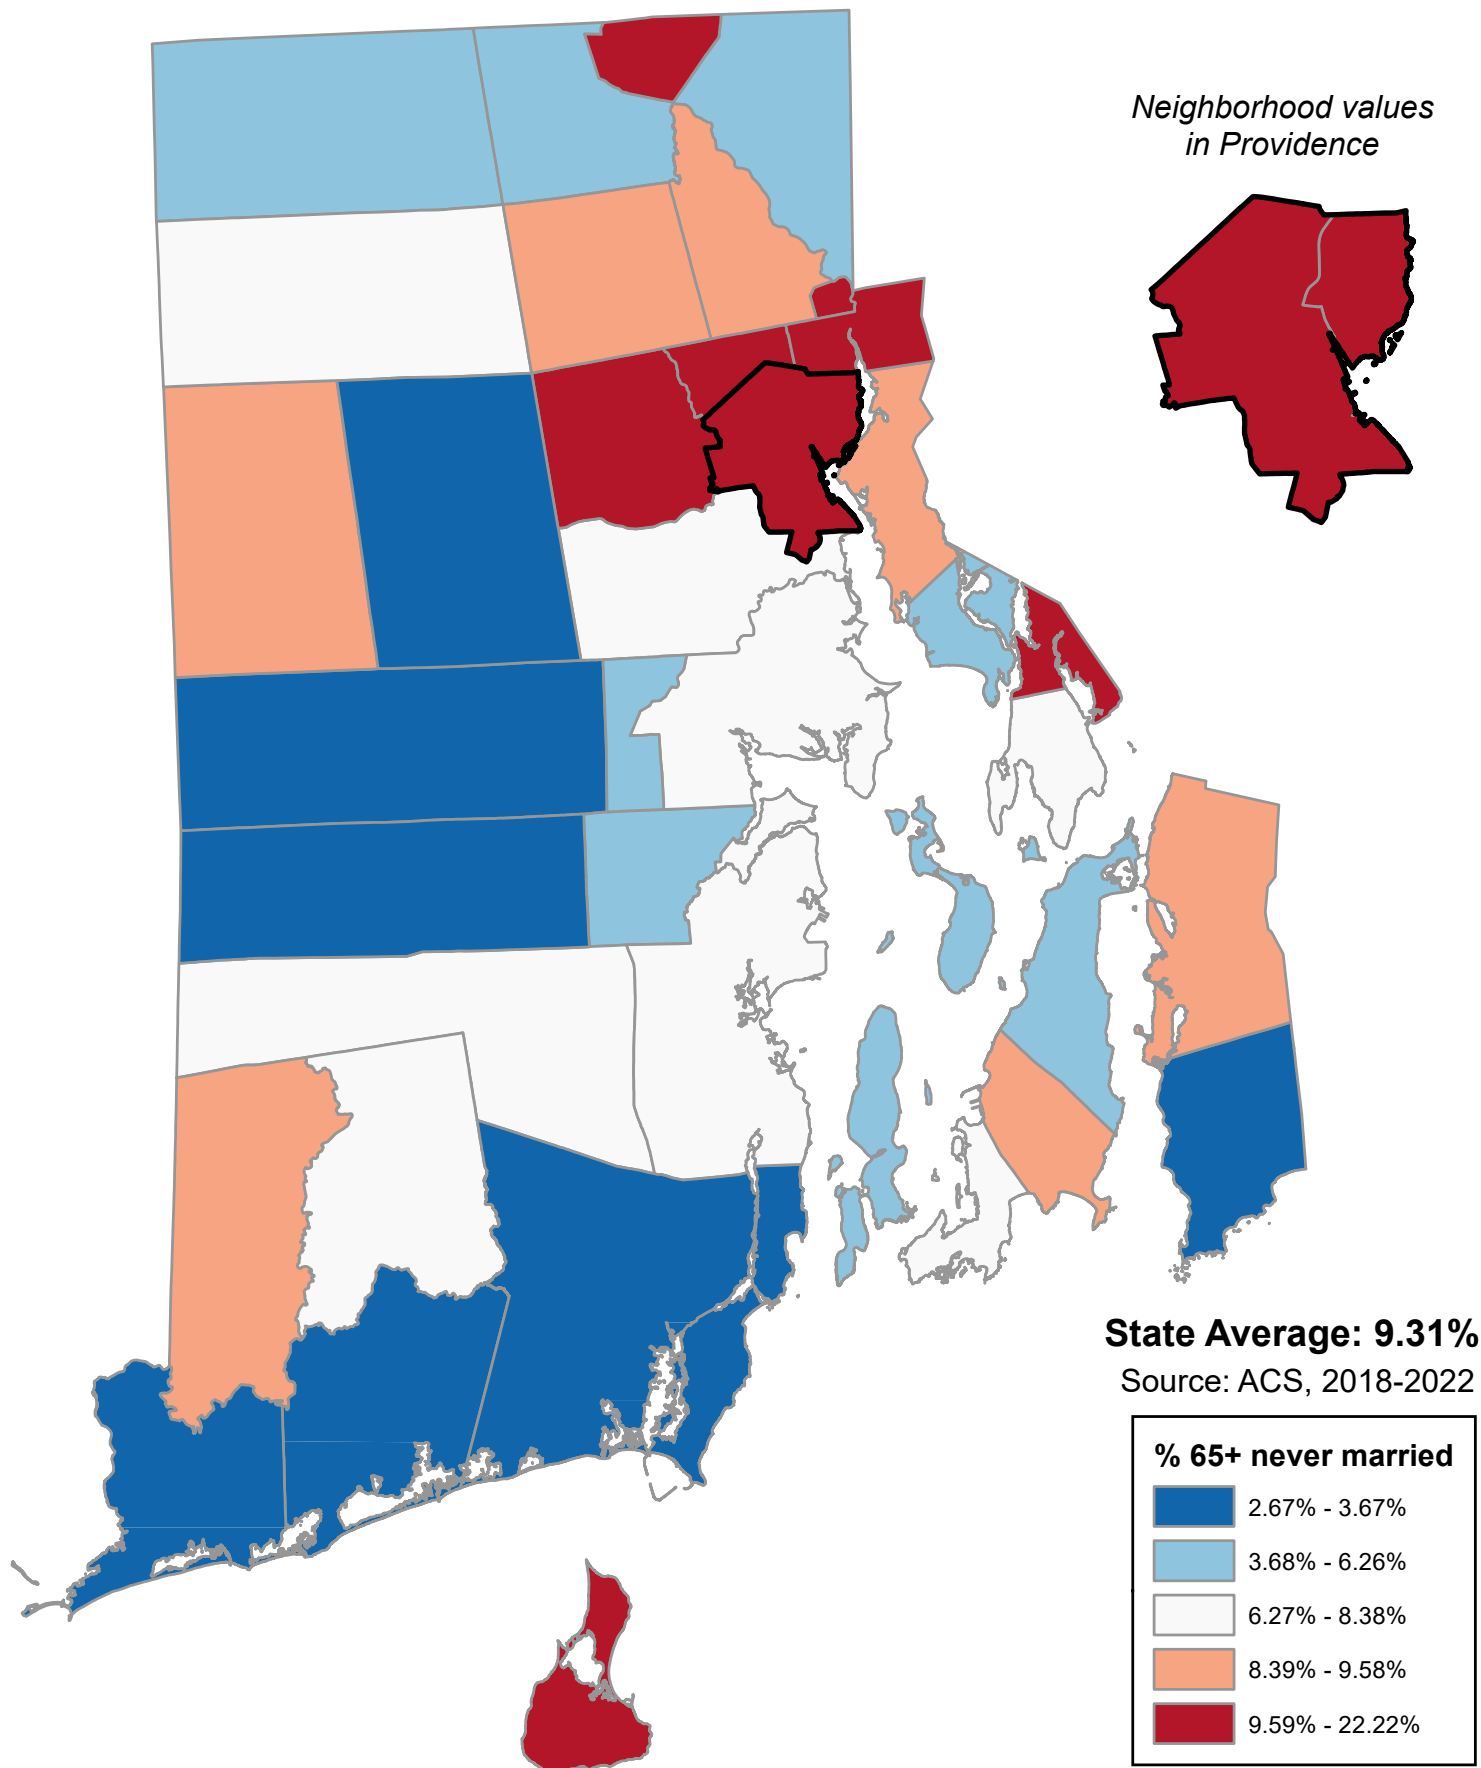 Neighborhood values
in Providence
State Average: 9.31%
Source: ACS, 2018-2022
% 65+ never married
2.67% - 3.67%
3.68% - 6.26%
6.27% - 8.38%
8.39% - 9.58%
9.59% - 22.22%